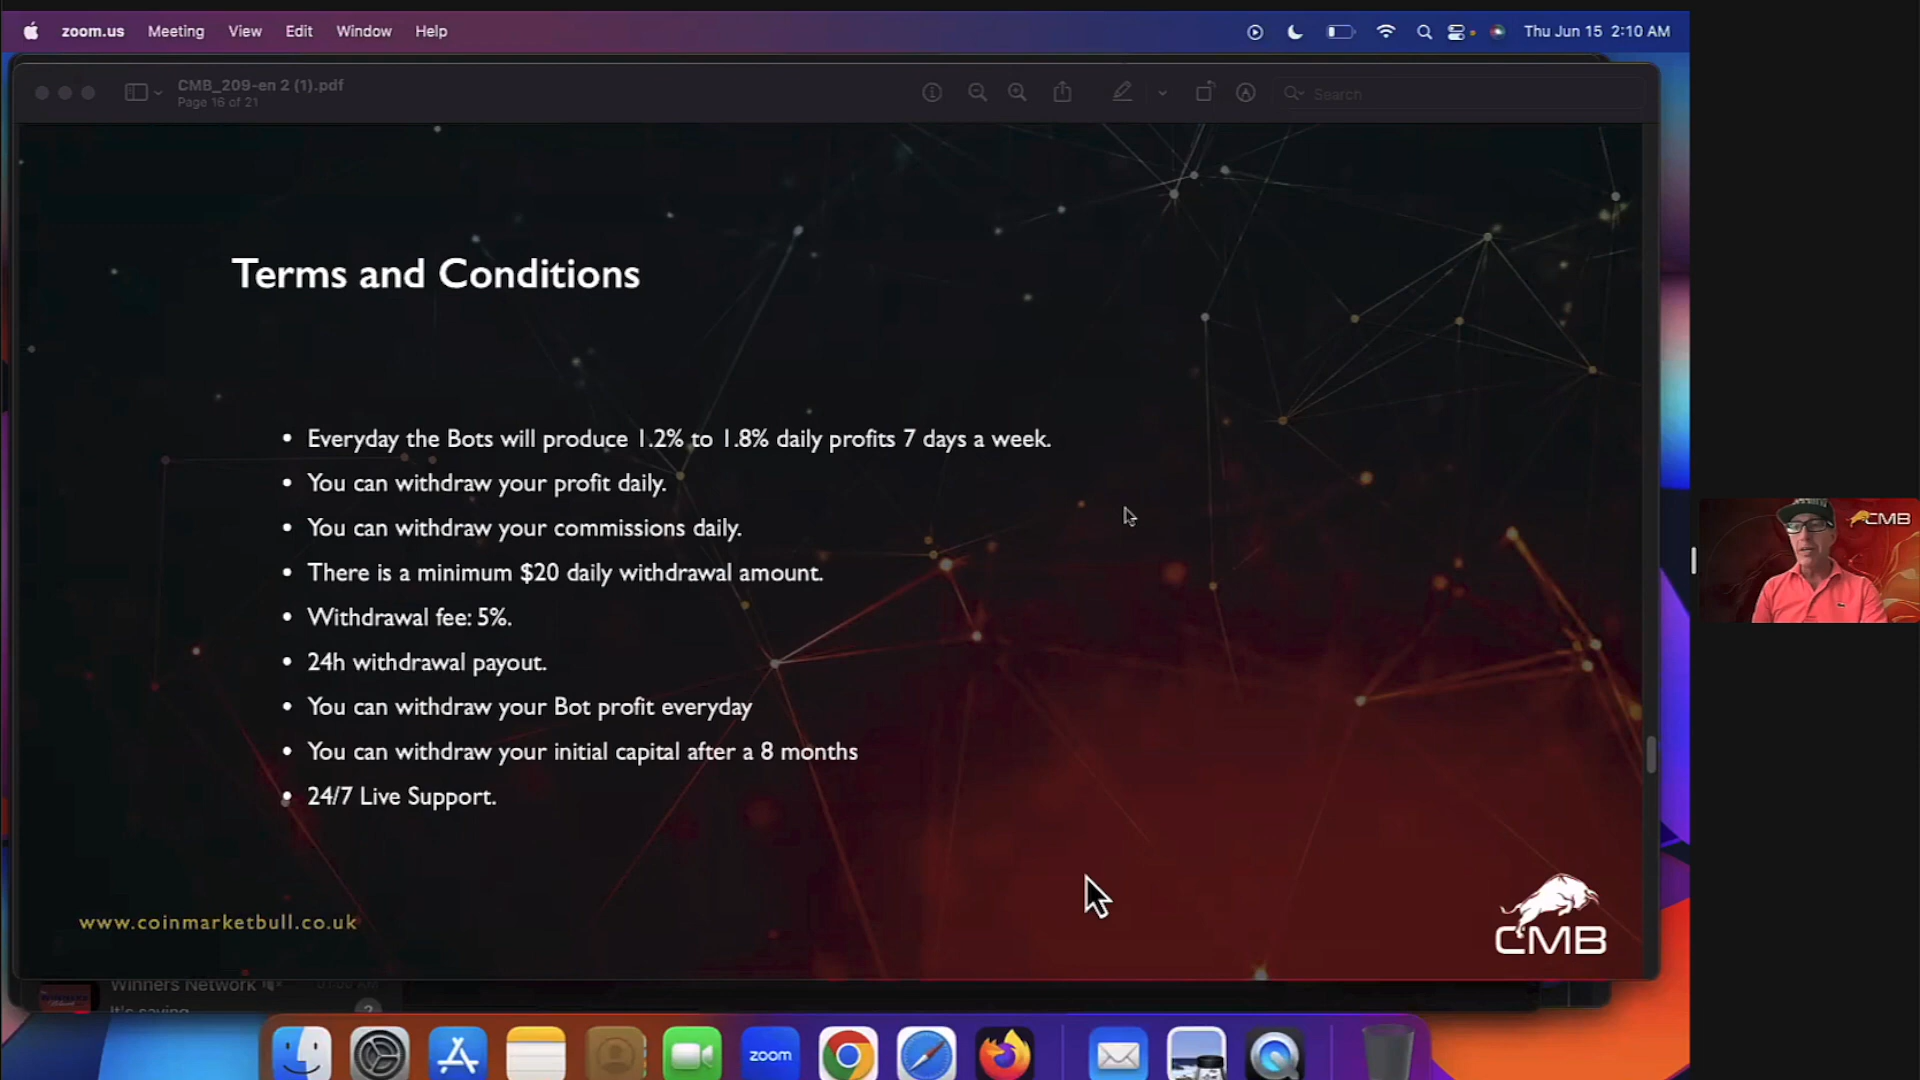 zoom.us Meeting View Edit Window Help Thu Jun 15 2:10 AM
CMB_209-en 2 (1).pdf
Page 16 of 21
Search
Terms and Conditions
• Everyday the Bots will produce 1.2% to 1.8% daily profits 7 days a week.
• You can withdraw your profit daily.
• You can withdraw your commissions daily.
• There is a minimum $20 daily withdrawal amount.
• Withdrawal fee: 5%.
• 24h withdrawal payout.
• You can withdraw your Bot profit everyday
• You can withdraw your initial capital after a 8 months
• 24/7 Live Support.
CMB
www.coinmarketbull.co.uk
CMB
Winners Network
It's saying
zoom